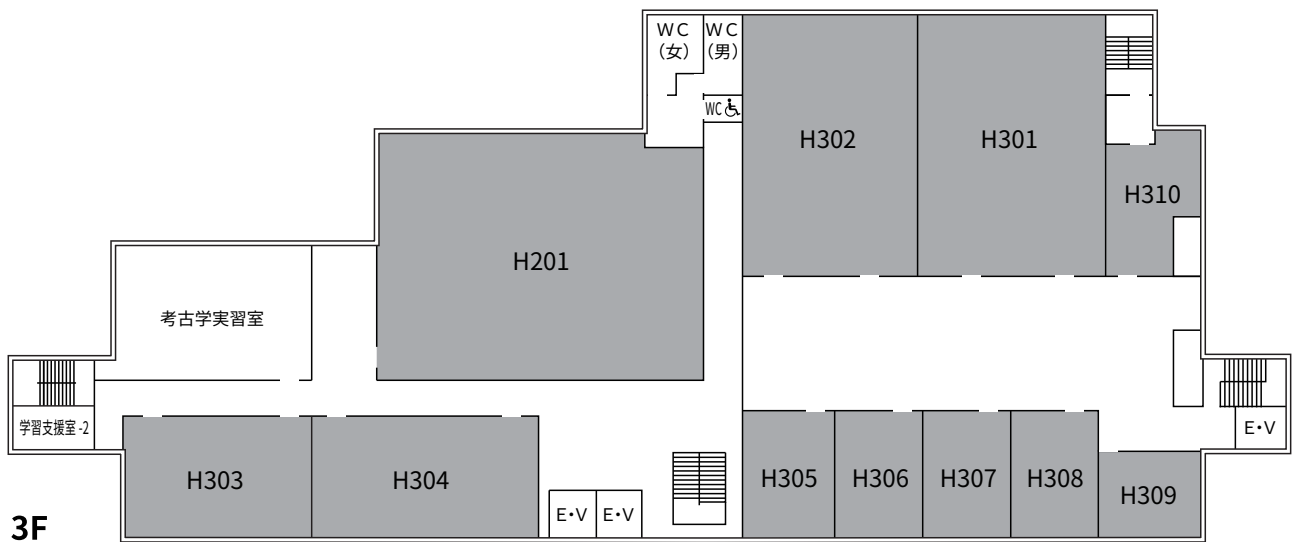 WC
(女)
WC
(男)
WC
H302
H301
H310
H201
考古学実習室
学習支援室-2
E・V
H303
H304
H305
H306
H307
H308
H309
E・V
E・V
3F